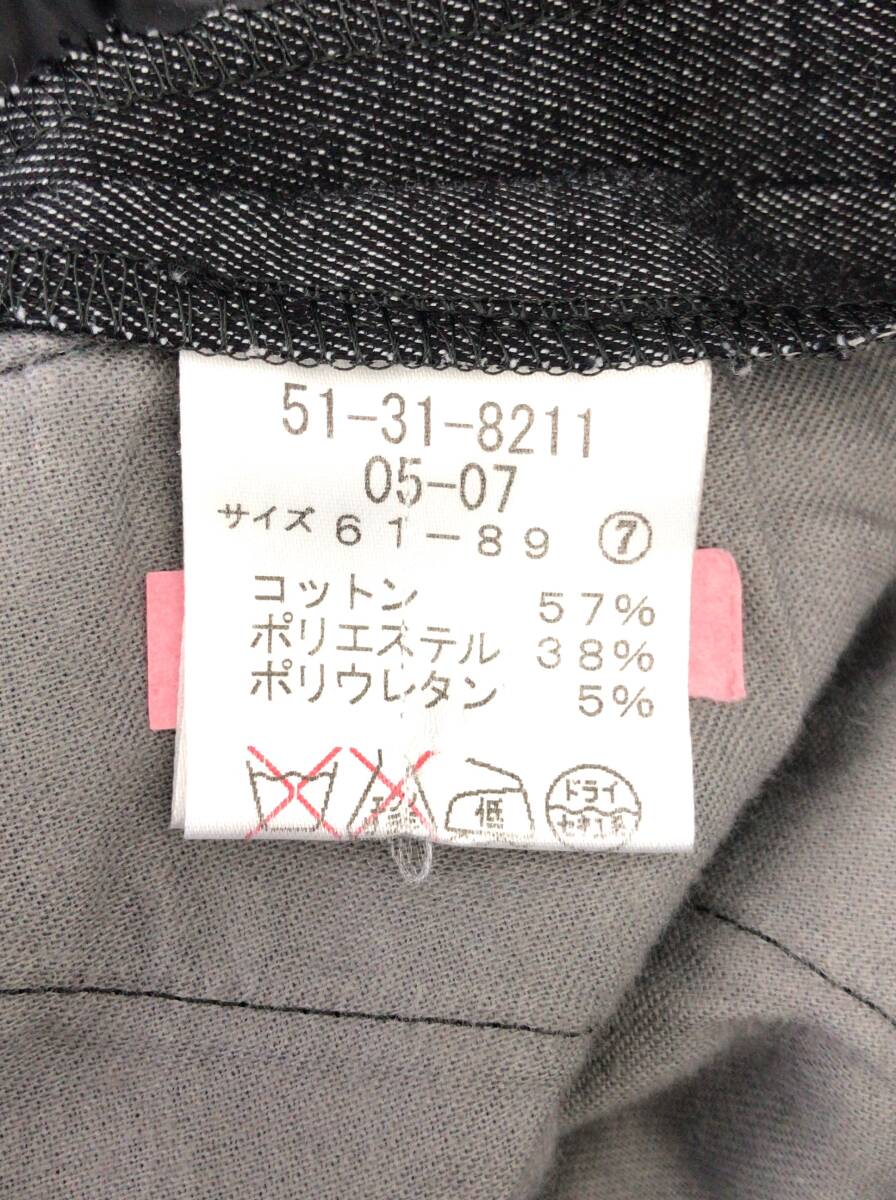 51-31-8211
05-07
サイズ 61-89 ⑦
コットン 57%
ポリエステル 38%
ポリウレタン 5%
低 ドライ